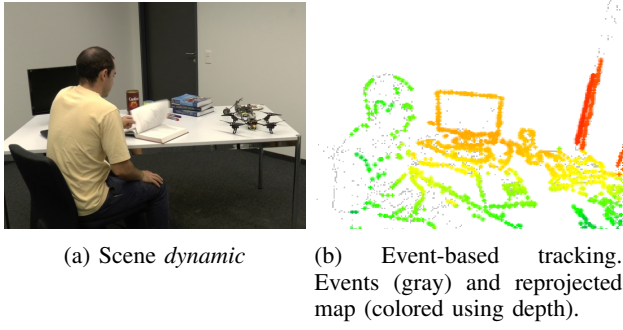 (a) Scene dynamic
(b) Event-based tracking.
Events (gray) and reprojected
map (colored using depth).